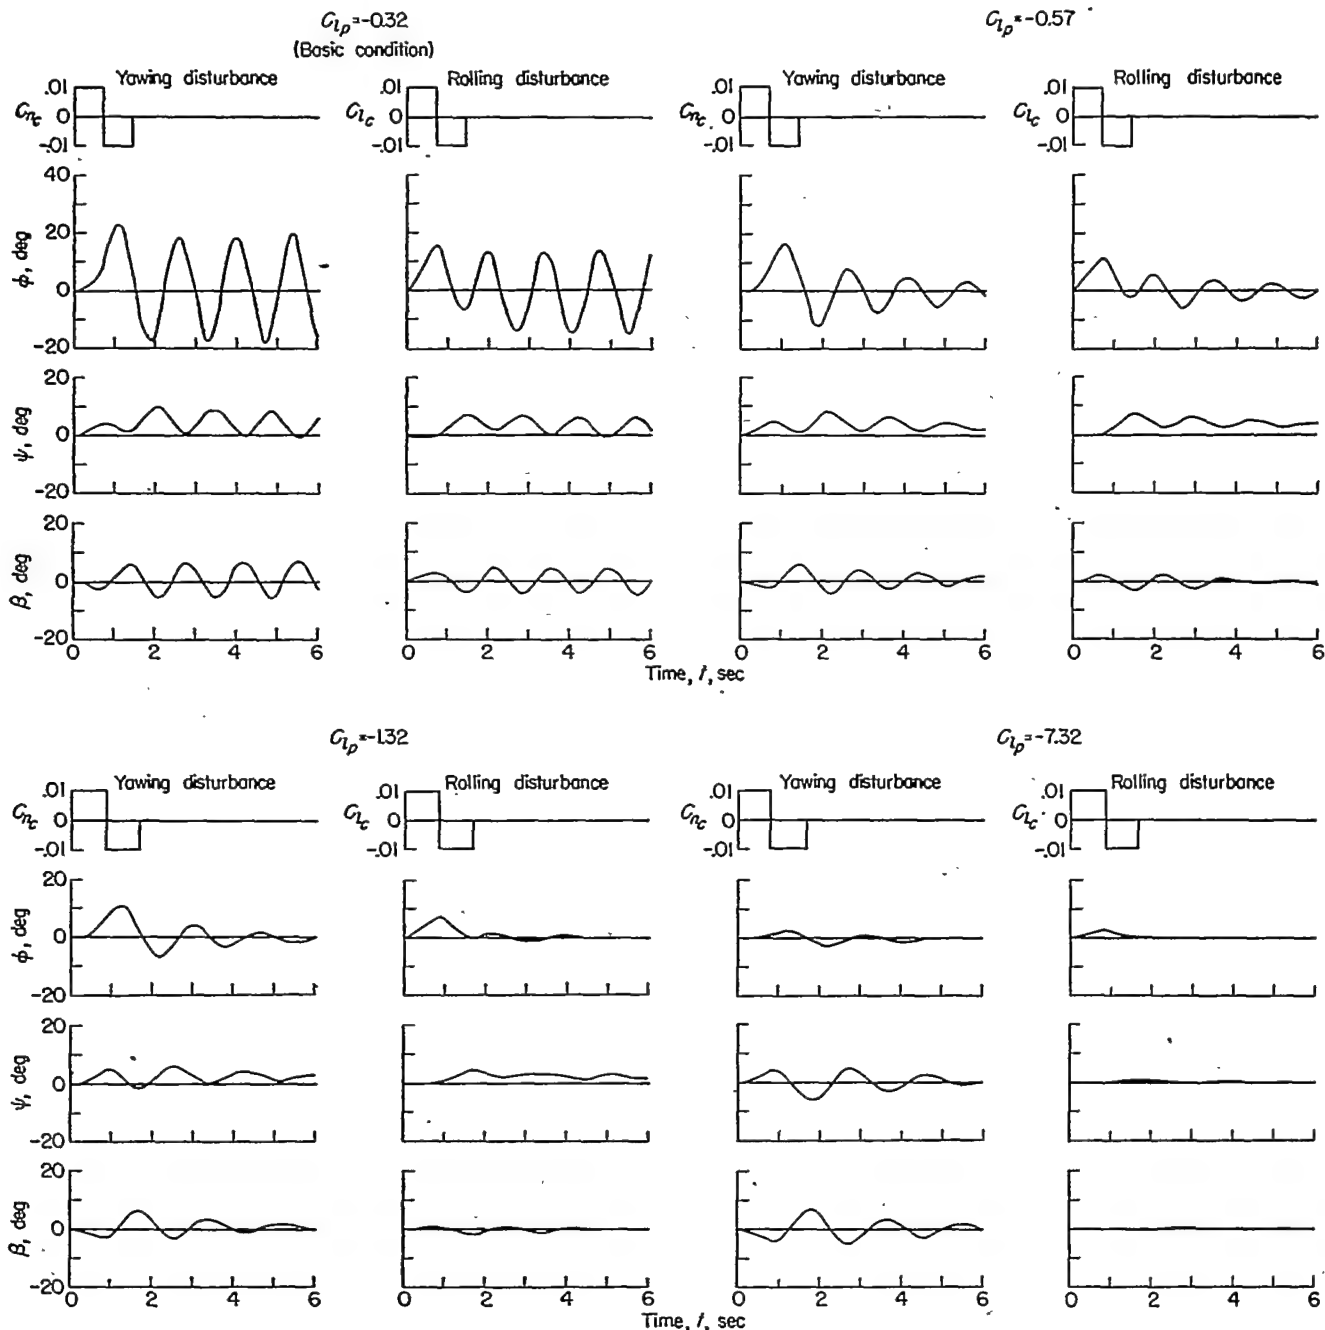 C_lp = -0.32
(Basic condition)
C_lp = -0.57
Yawing disturbance
Rolling disturbance
Yawing disturbance
Rolling disturbance
C_nc
.01
0
-.01
C_lc
.01
0
-.01
C_nc
.01
0
-.01
C_lc
.01
0
-.01
φ, deg
40
20
0
-20
ψ, deg
20
0
-20
β, deg
20
0
-20
0 2 4 6
0 2 4 6
0 2 4 6
0 2 4 6
Time, t, sec
C_lp = -1.32
C_lp = -7.32
Yawing disturbance
Rolling disturbance
Yawing disturbance
Rolling disturbance
C_nc
.01
0
-.01
C_lc
.01
0
-.01
C_nc
.01
0
-.01
C_lc
.01
0
-.01
φ, deg
20
0
-20
ψ, deg
20
0
-20
β, deg
20
0
-20
0 2 4 6
0 2 4 6
0 2 4 6
0 2 4 6
Time, t, sec